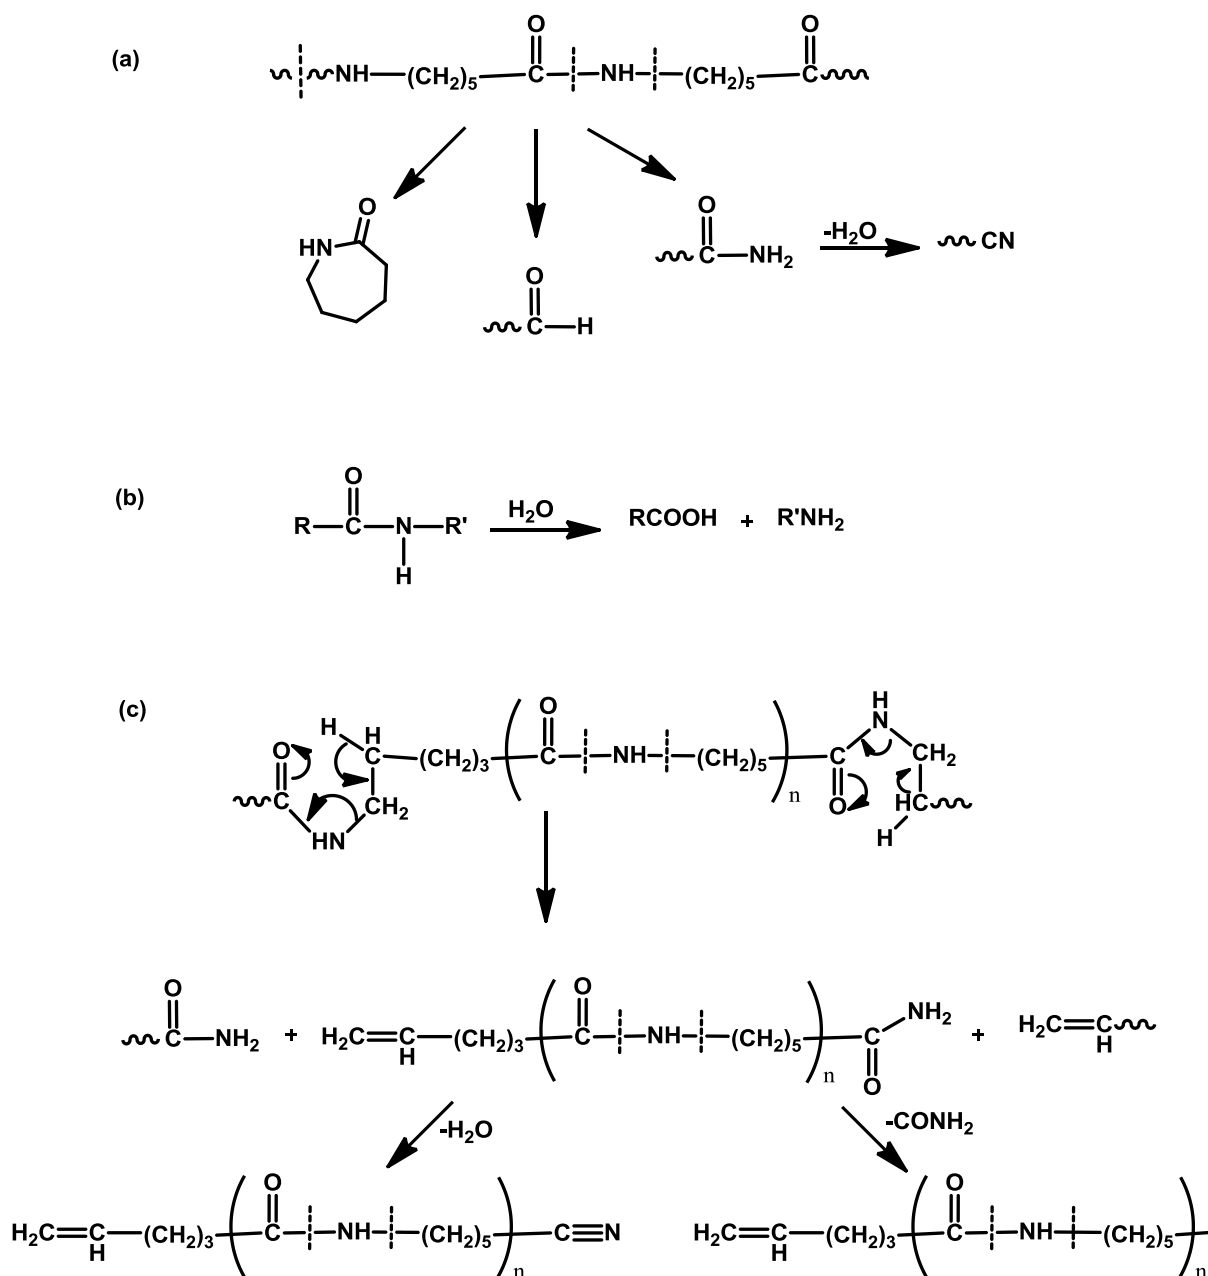 (a)
O O
NH (CH2)5 C NH (CH2)5 C
O
HN
O
C H
O
C NH2 -H2O CN
(b)
O
R C N R' H2O RCOOH + R'NH2
H
(c)
H
H H O N
O C (CH2)3 C NH (CH2)5 C CH2
n
C CH2 O HC
HN H
O O NH2
C NH2 + H2C C (CH2)3 C NH (CH2)5 C + H2C C
H H
n
O
-H2O -CONH2
O O
H2C C (CH2)3 C NH (CH2)5 C N H2C C (CH2)3 C NH (CH2)5
H H
n n